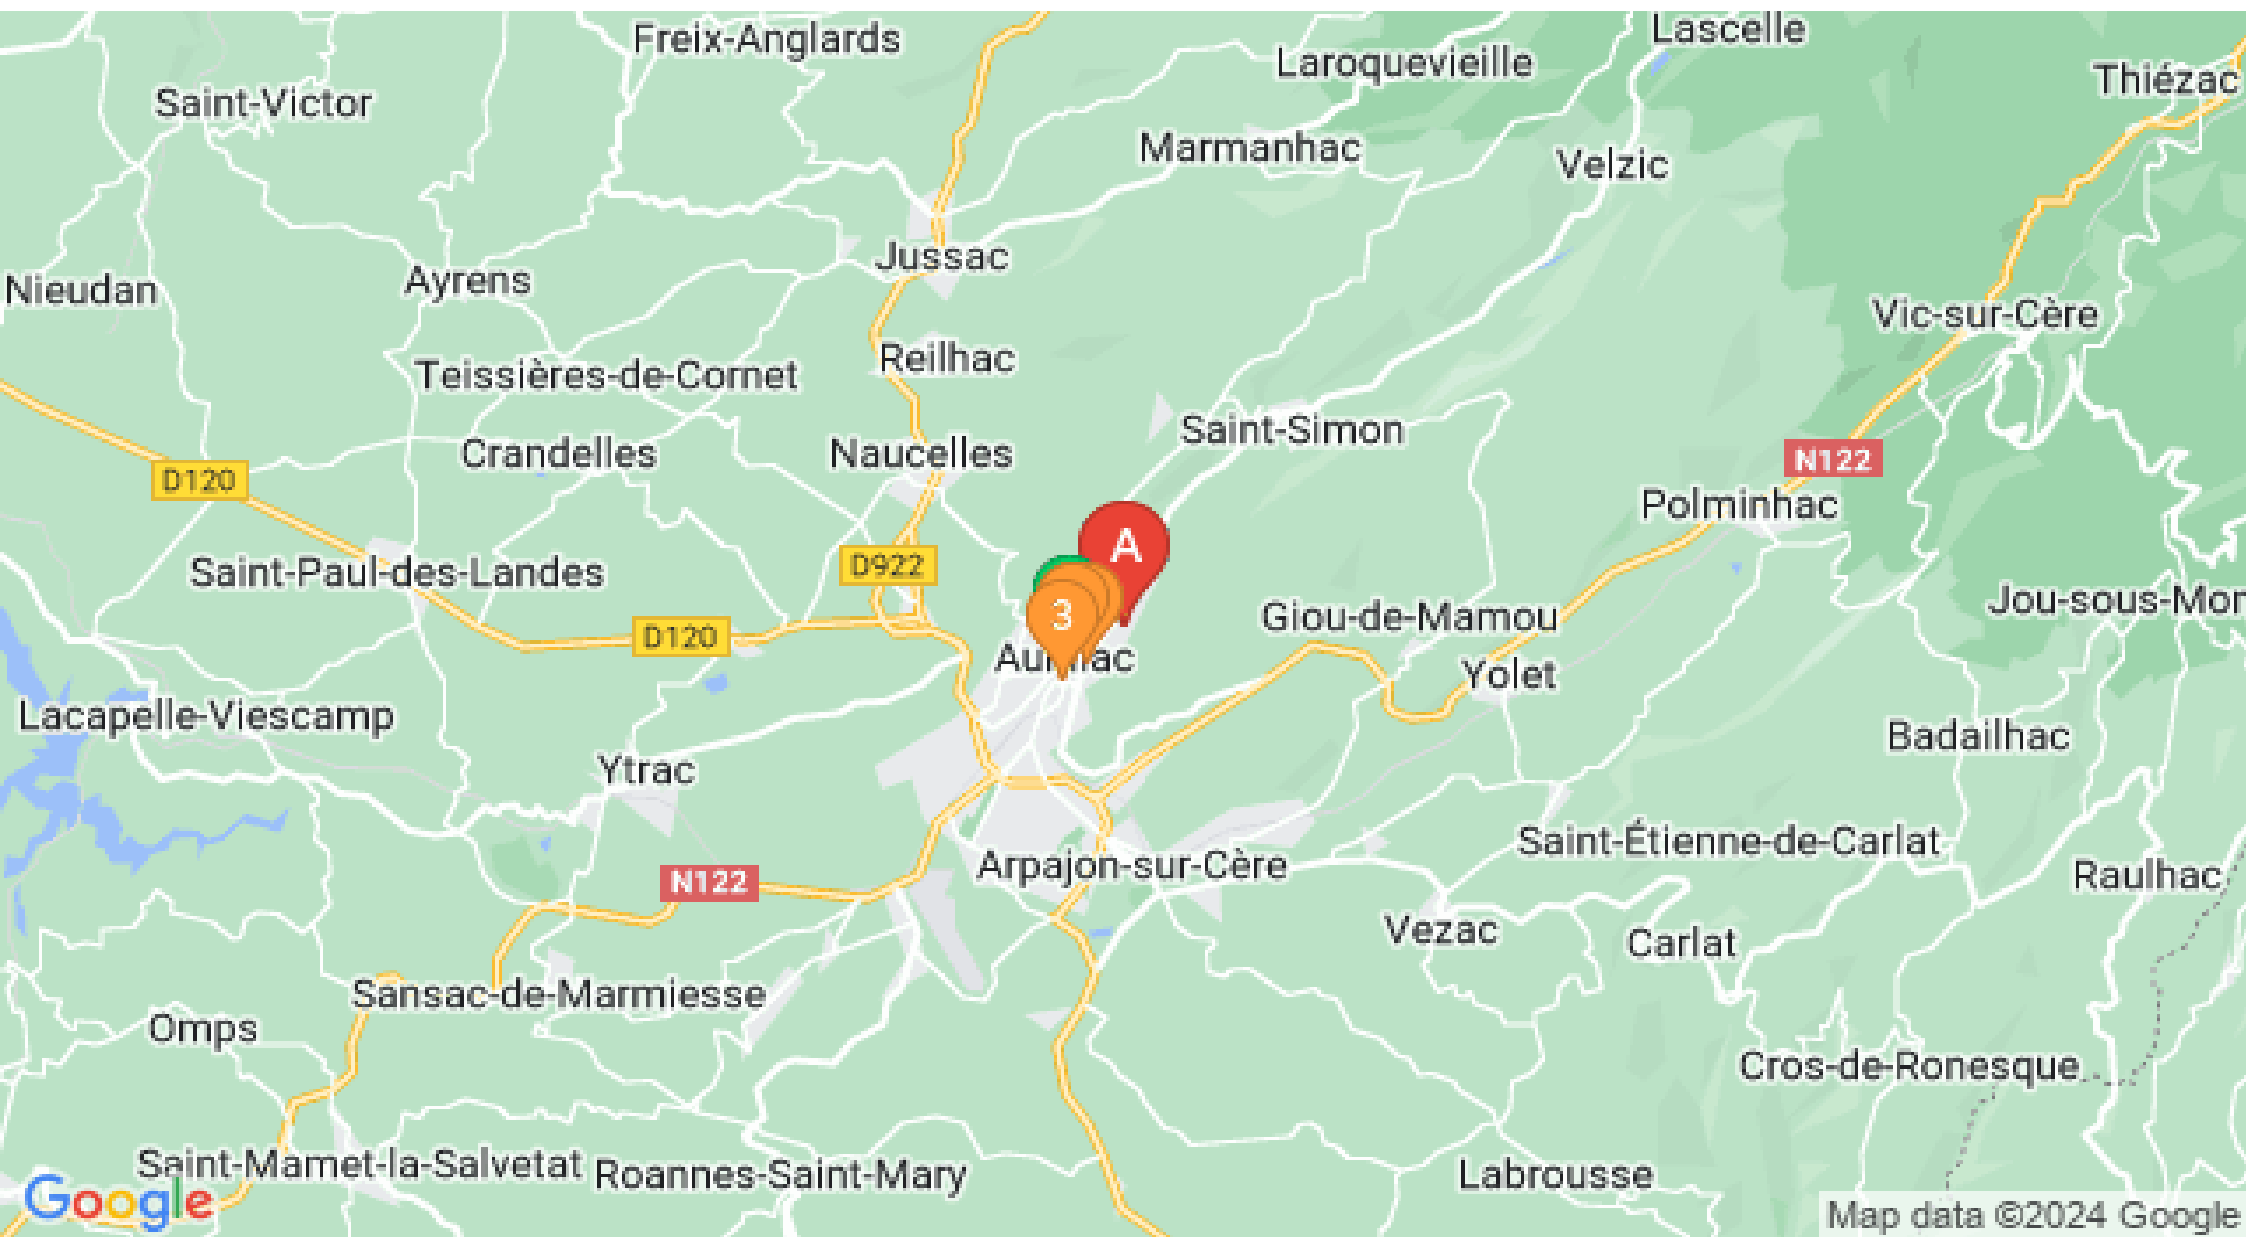 Freix-Anglards
Lascelle
Laroquevieille
Thiézac
Saint-Victor
Marmanhac
Velzic
Jussac
Ayrens
Nieudan
Vic-sur-Cère
Reilhac
Teissières-de-Cornet
Saint-Simon
Crandelles
Naucelles
N122
D120
Polminhac
A
D922
Saint-Paul-des-Landes
Jou-sous-Mon
3
Giou-de-Mamou
D120
Aurillac
Yolet
Lacapelle-Viescamp
Badailhac
Ytrac
Saint-Étienne-de-Carlat
Arpajon-sur-Cère
Raulhac
N122
Vezac
Carlat
Sansac-de-Marmiesse
Omps
Cros-de-Ronesque
Saint-Mamet-la-Salvetat
Roannes-Saint-Mary
Labrousse
Google
Map data ©2024 Google